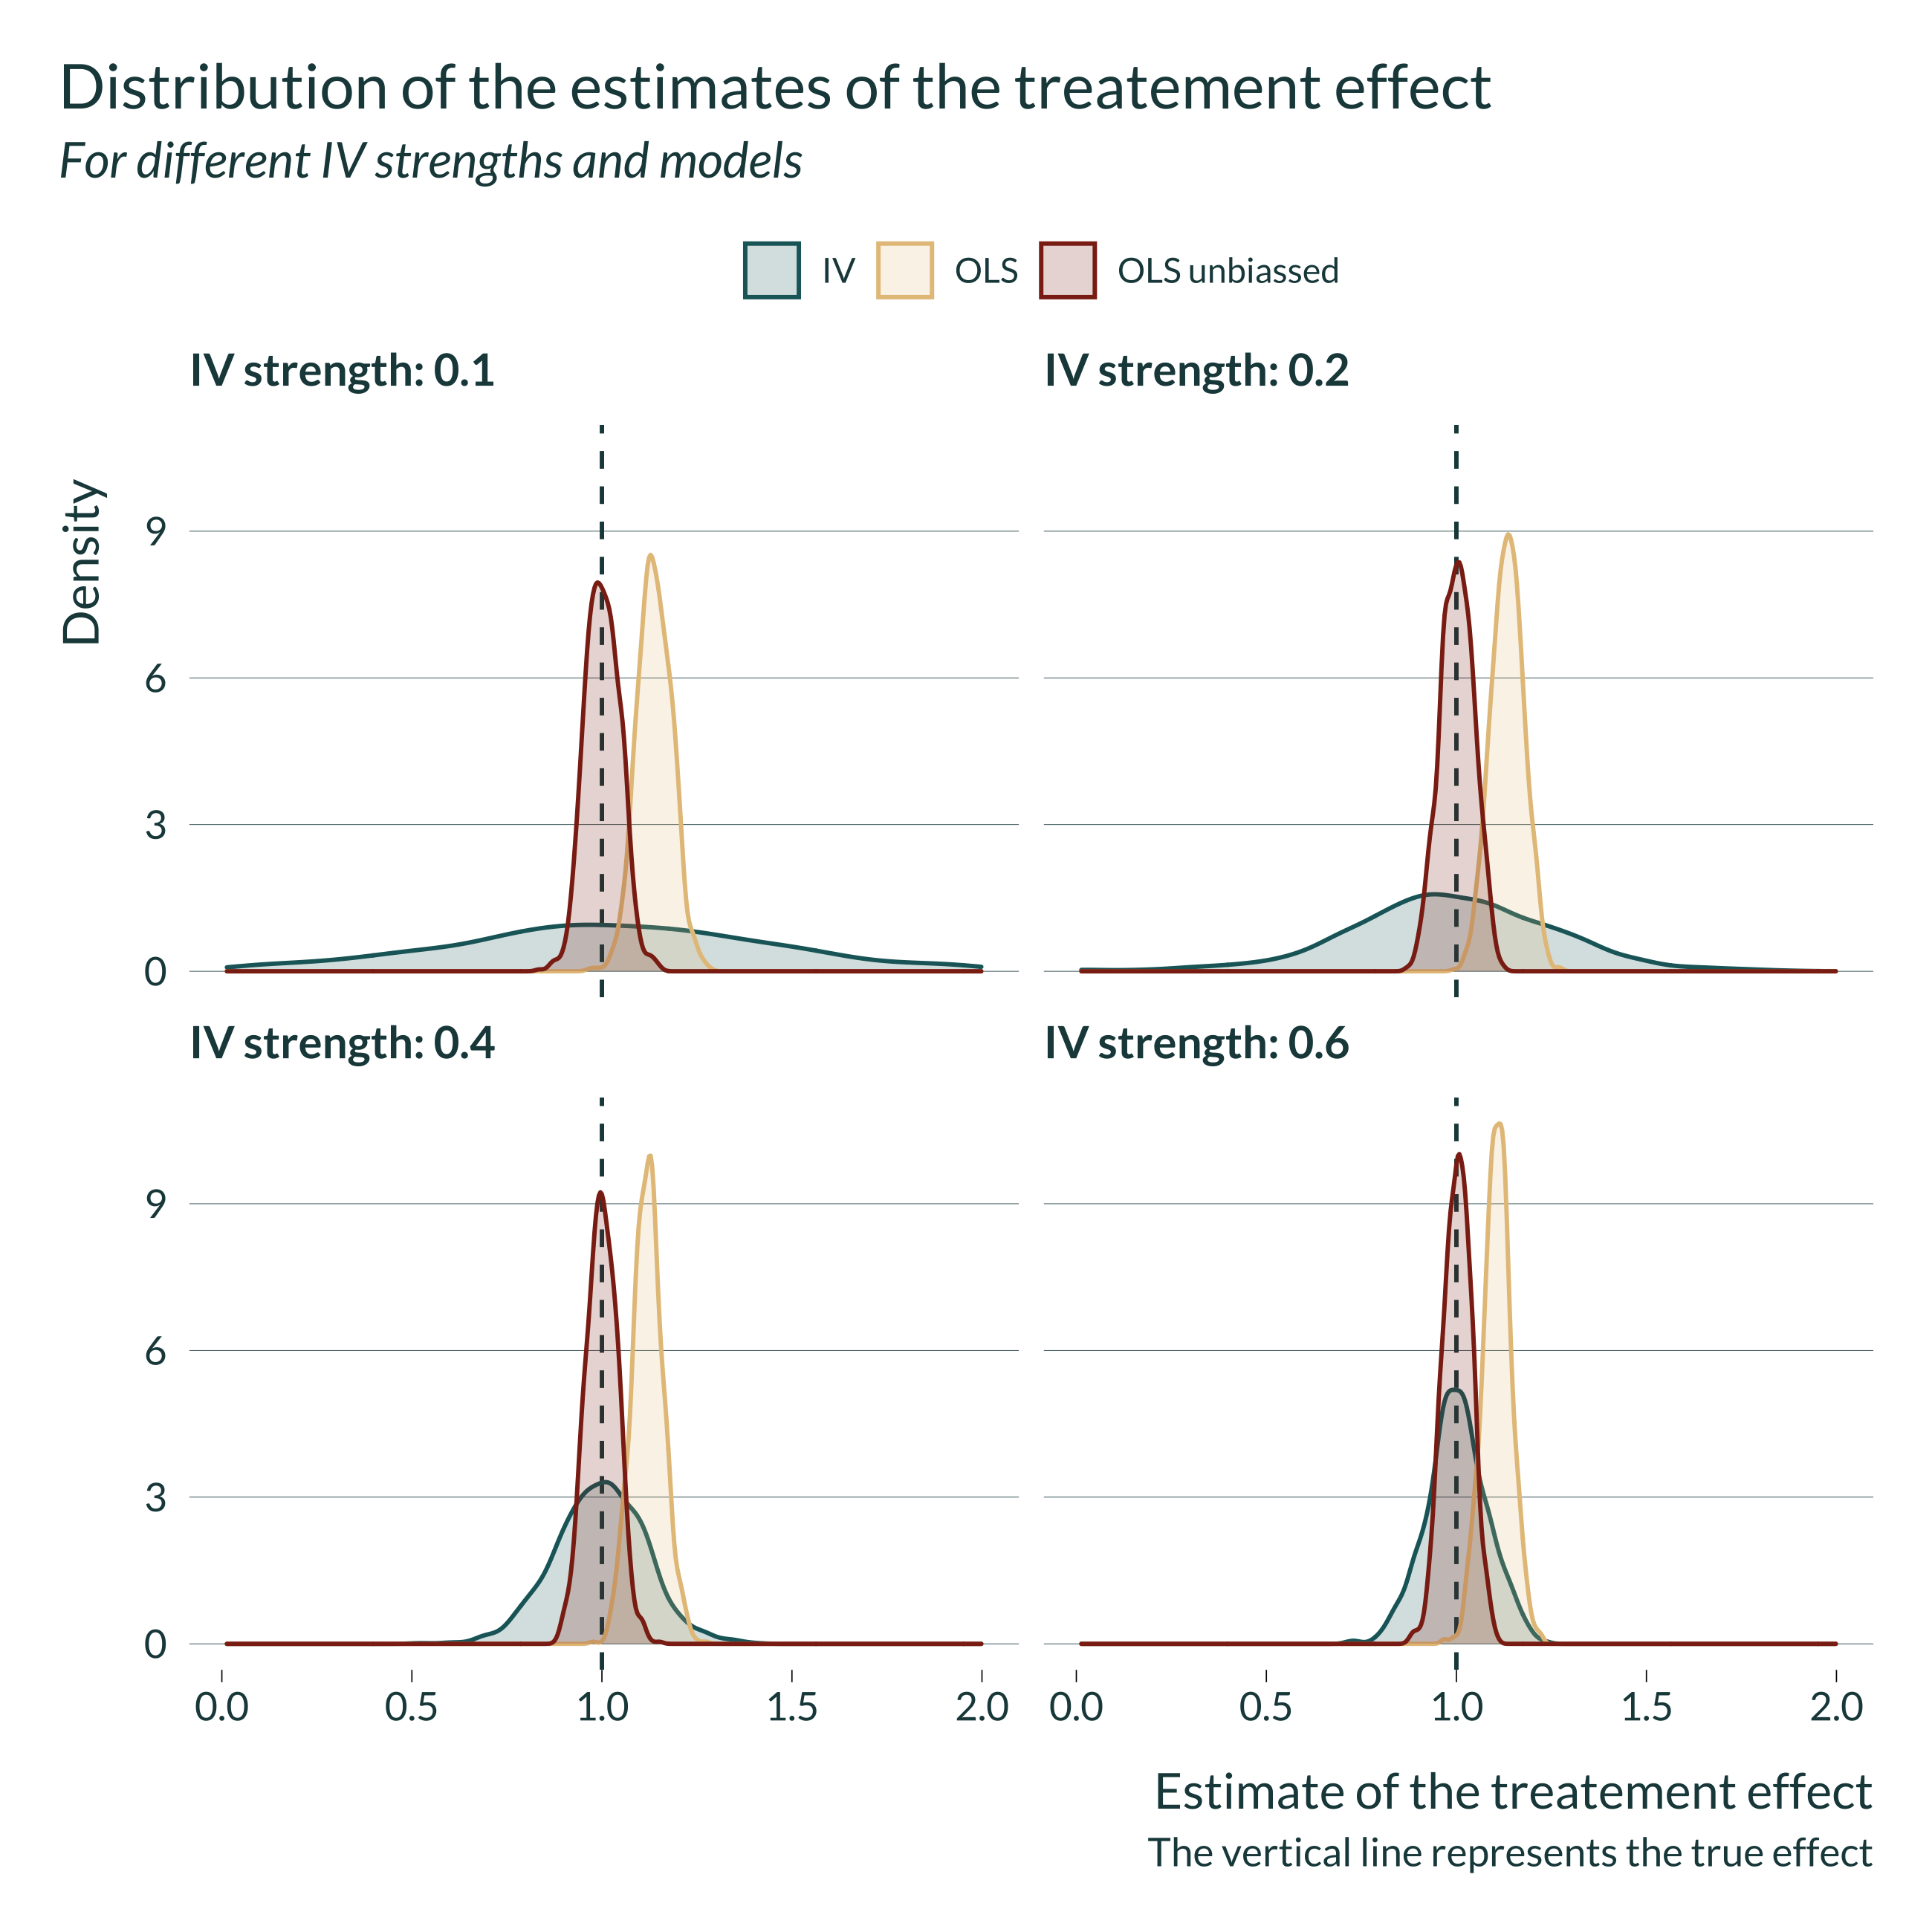 Distribution of the estimates of the treatement effect
For different IV strengths and models
IV OLS OLS unbiassed
IV strength: 0.1
IV strength: 0.2
Density
9
6
3
0
IV strength: 0.4
IV strength: 0.6
9
6
3
0
0.0 0.5 1.0 1.5 2.0
0.0 0.5 1.0 1.5 2.0
Estimate of the treatement effect
The vertical line represents the true effect